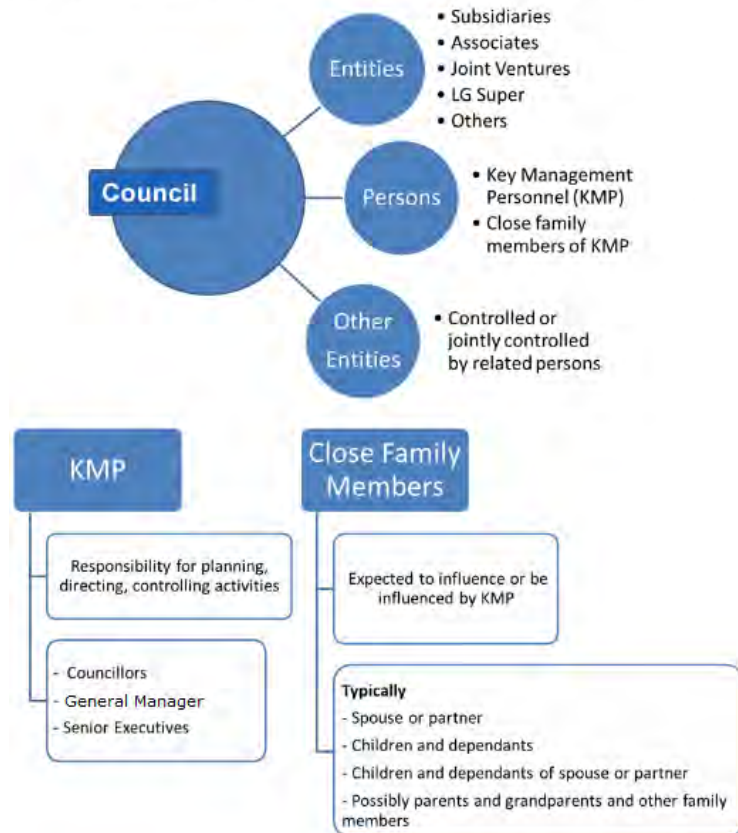 Entities
• Subsidiaries
• Associates
• Joint Ventures
• LG Super
• Others
Council
Persons
• Key Management
Personnel (KMP)
• Close family
members of KMP
Other
Entities
• Controlled or
jointly controlled
by related persons
KMP
Responsibility for planning,
directing, controlling activities
- Councillors
- General Manager
- Senior Executives
Close Family
Members
Expected to influence or be
influenced by KMP
Typically
- Spouse or partner
- Children and dependants
- Children and dependants of spouse or partner
- Possibly parents and grandparents and other family
members